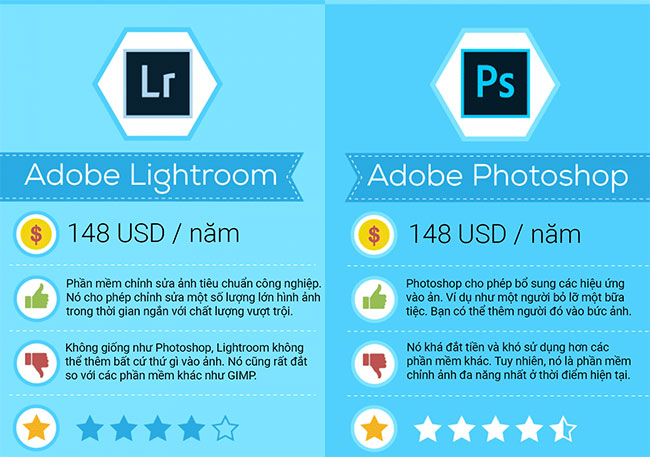 Lr
Adobe Lightroom
$
148 USD / năm
Phần mềm chỉnh sửa ảnh tiêu chuẩn công nghiệp.
Nó cho phép chỉnh sửa một số lượng lớn hình ảnh
trong thời gian ngắn với chất lượng vượt trội.
Không giống như Photoshop, Lightroom không
thể thêm bất cứ thứ gì vào ảnh. Nó cũng rất đắt
so với các phần mềm khác như GIMP.
Ps
Adobe Photoshop
$
148 USD / năm
Photoshop cho phép bổ sung các hiệu ứng
vào ản. Ví dụ như một người bỏ lỡ một bữa
tiệc. Bạn có thể thêm người đó vào bức ảnh.
Nó khá đắt tiền và khó sử dụng hơn các
phần mềm khác. Tuy nhiên, nó là phần mềm
chỉnh ảnh đa năng nhất ở thời điểm hiện tại.